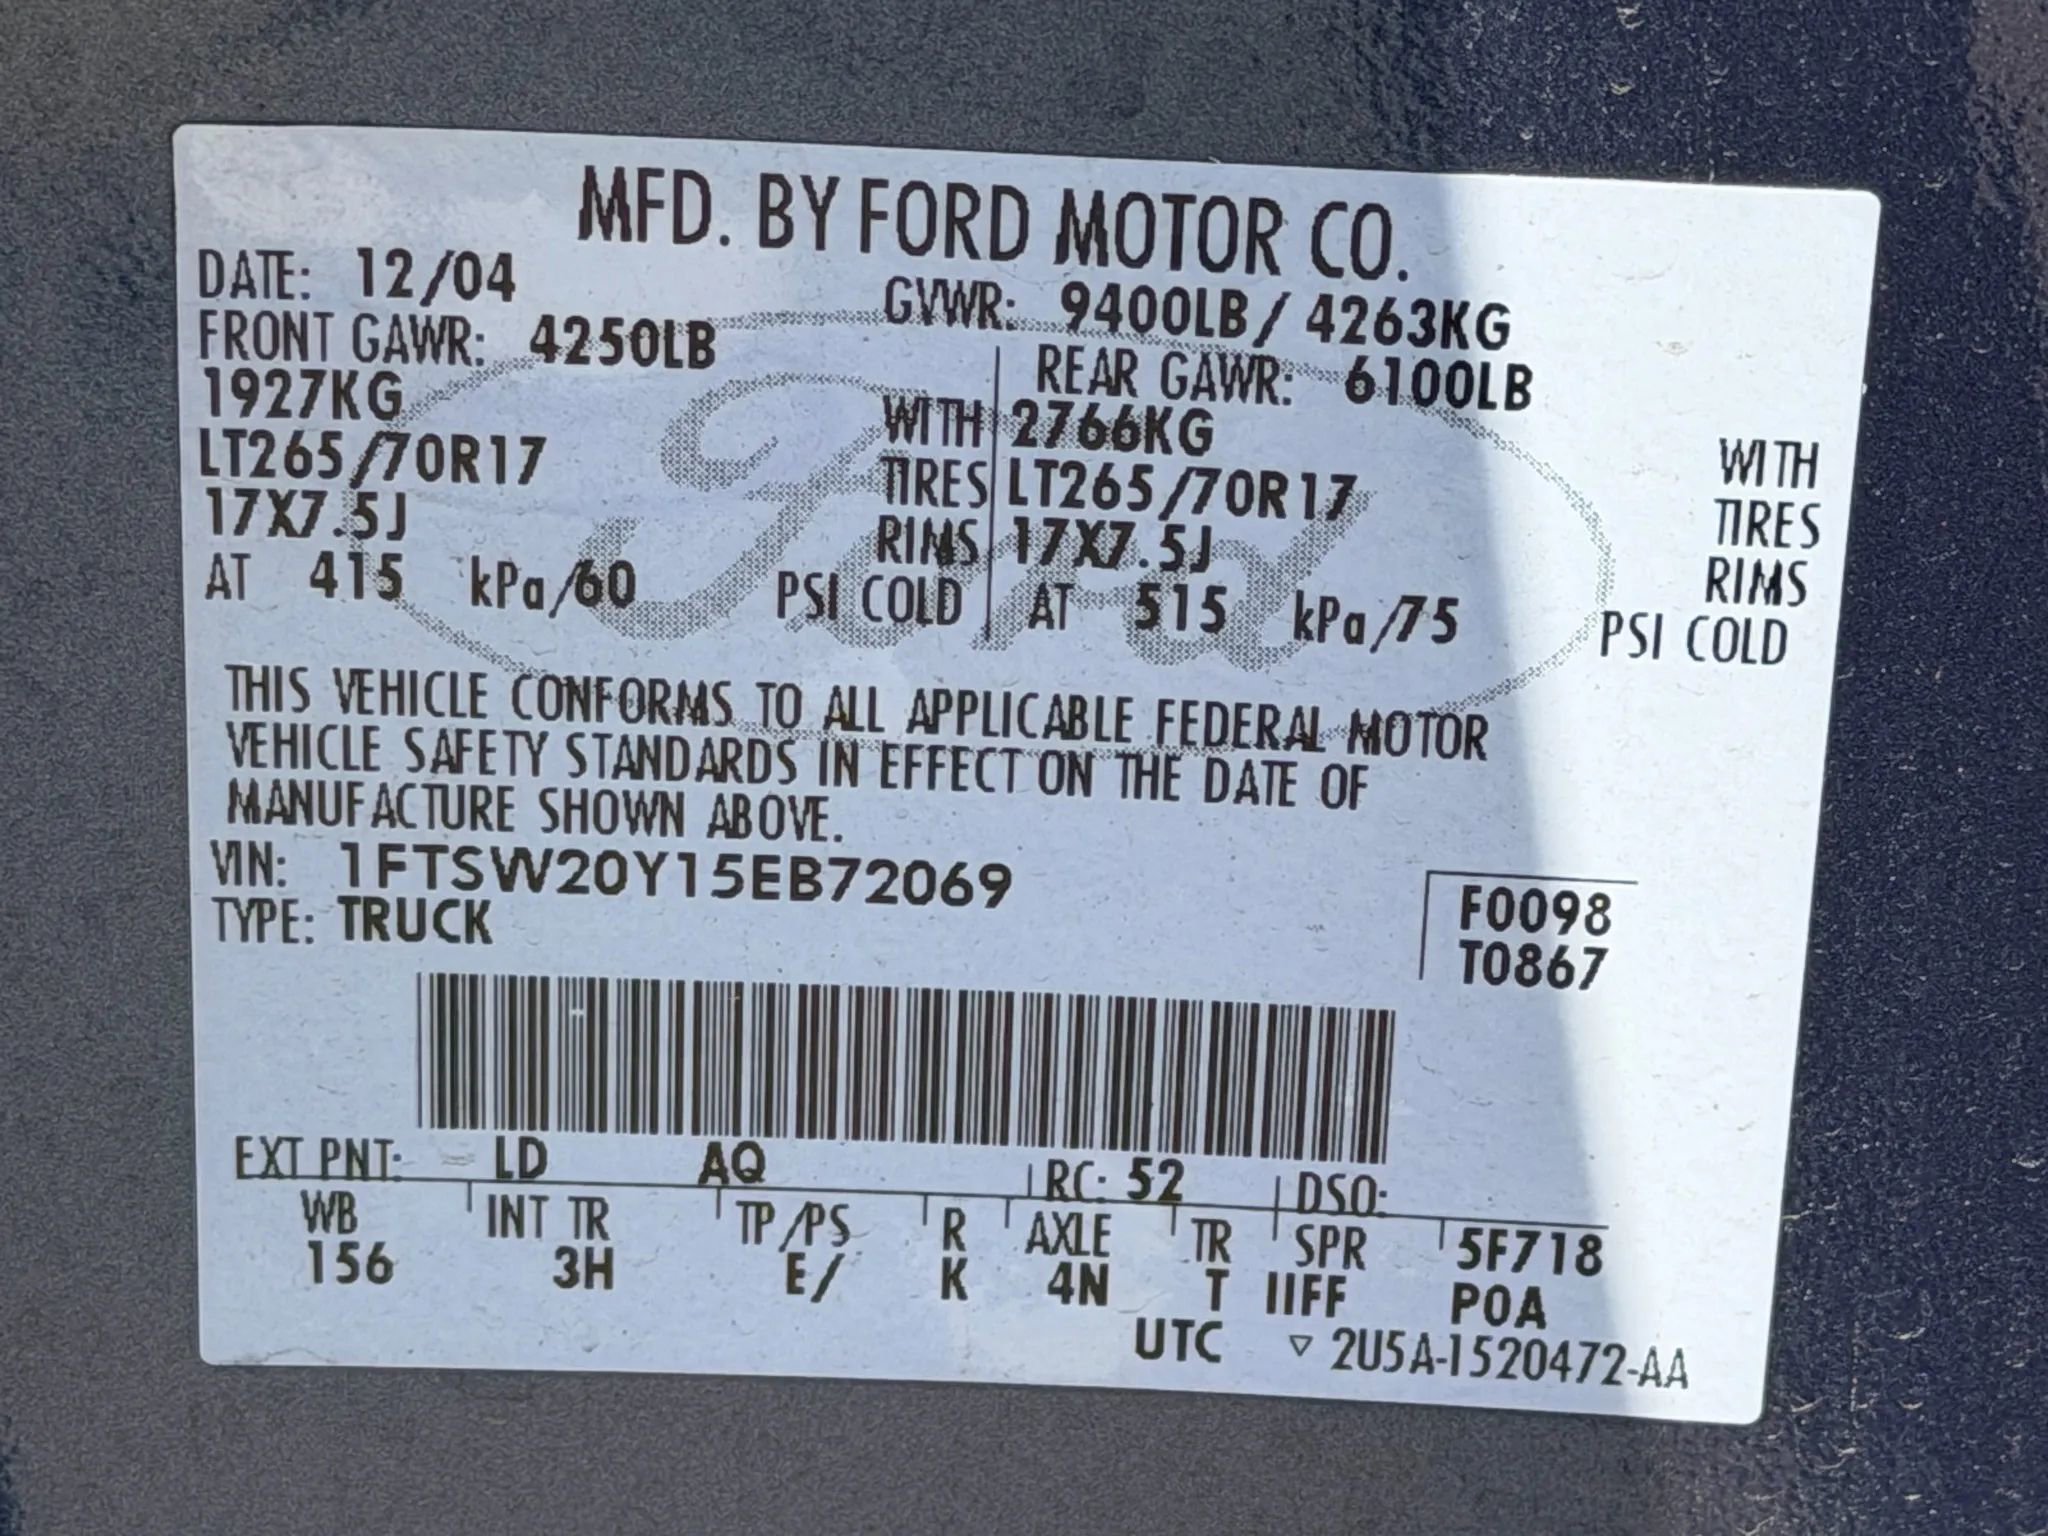 MFD. BY FORD MOTOR CO.
DATE: 12/04 GVWR: 9400LB/ 4263KG
FRONT GAWR: 4250LB REAR GAWR: 6100LB
1927KG WITH 2766KG WITH
LT265/70R17 TIRES LT265/70R17 TIRES
17X7.5J RIMS 17X7.5J RIMS
AT 415 kPa/60 PSI COLD AT 515 kPa/75 PSI COLD
Ford
THIS VEHICLE CONFORMS TO ALL APPLICABLE FEDERAL MOTOR
VEHICLE SAFETY STANDARDS IN EFFECT ON THE DATE OF
MANUFACTURE SHOWN ABOVE.
VIN: 1FTSW20Y15EB72069 F0098
TYPE: TRUCK T0867
EXT PNT: LD AQ RC: 52 DSO:
WB INT TR TP/PS R AXLE TR SPR 5F718
156 3H E/ K 4N T IIFF P0A
UTC ▽ 2U5A-1520472-AA